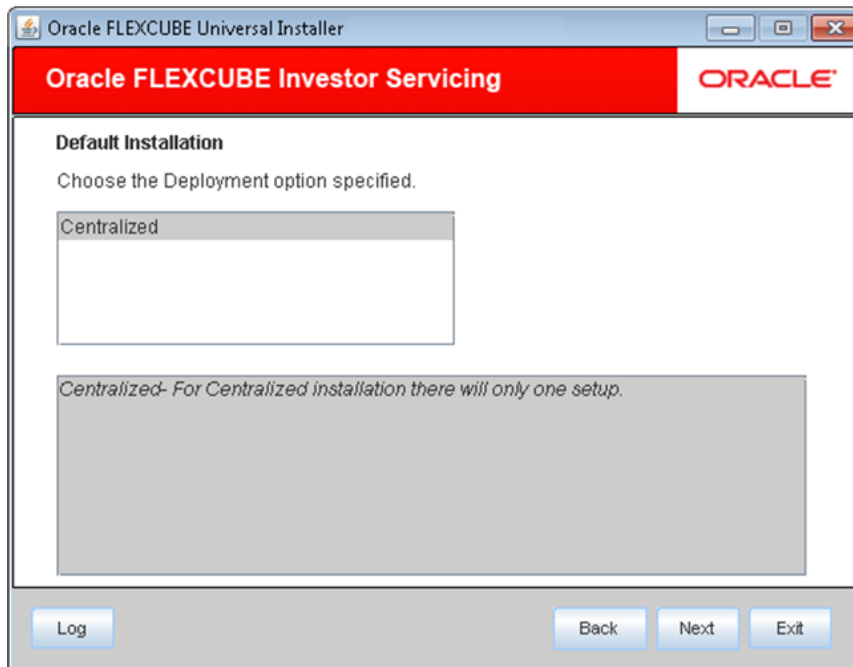 Oracle FLEXCUBE Universal Installer
Oracle FLEXCUBE Investor Servicing
ORACLE®
Default Installation
Choose the Deployment option specified.
Centralized
Centralized- For Centralized installation there will only one setup.
Log
Back
Next
Exit